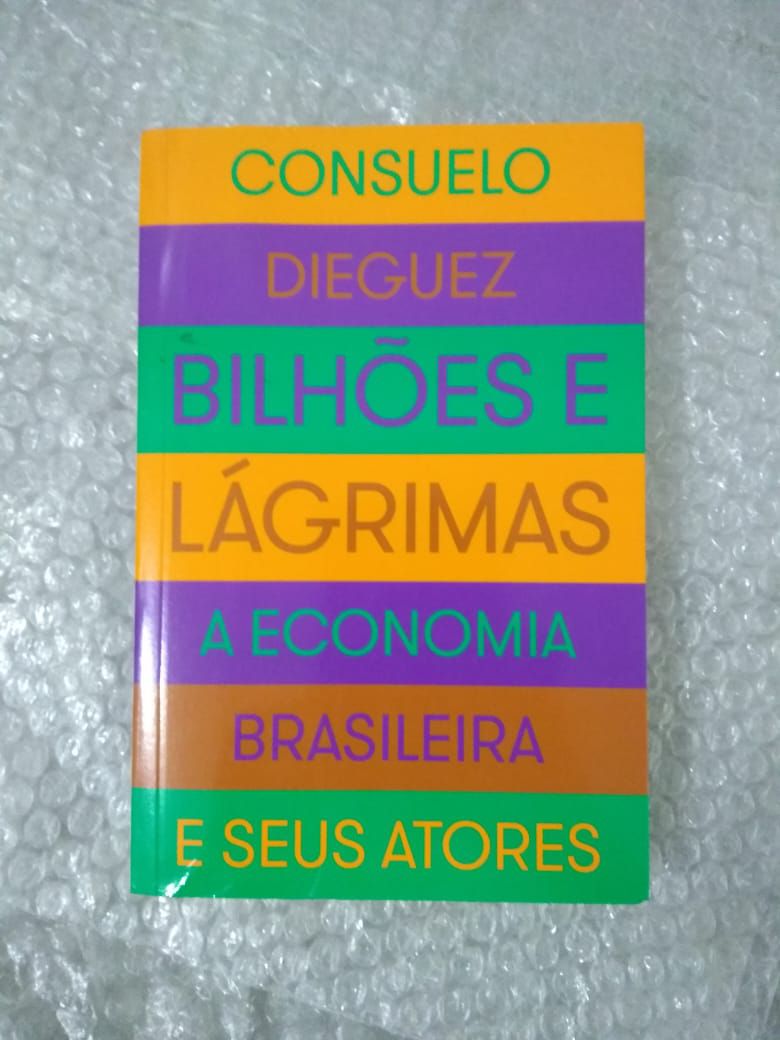 CONSUELO
DIEGUEZ
BILHÕES E
LÁGRIMAS
A ECONOMIA
BRASILEIRA
E SEUS ATORES